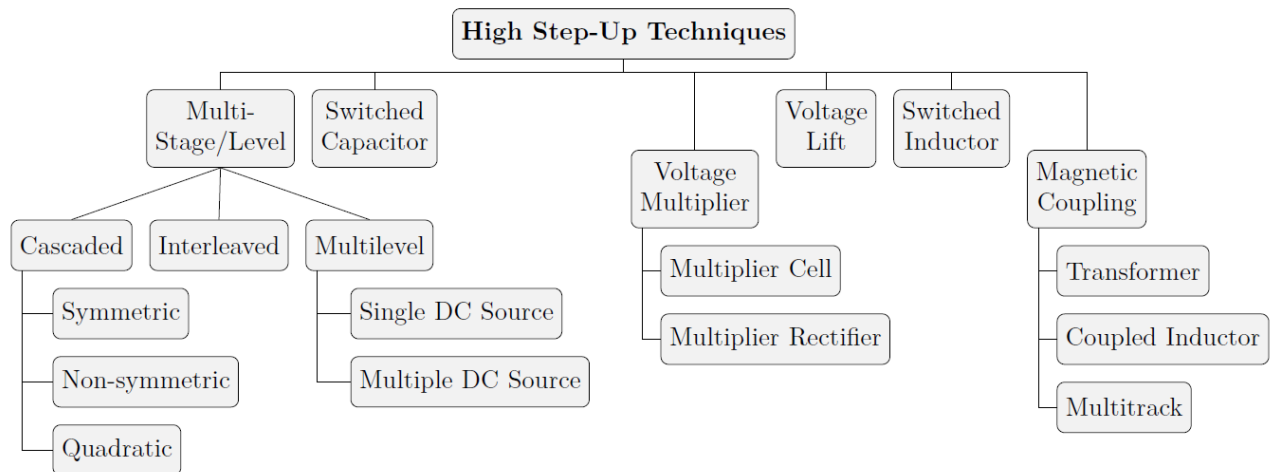 High Step-Up Techniques
Multi-
Stage/Level
Switched
Capacitor
Voltage
Multiplier
Voltage
Lift
Switched
Inductor
Magnetic
Coupling
Cascaded
Interleaved
Multilevel
Symmetric
Non-symmetric
Quadratic
Single DC Source
Multiple DC Source
Multiplier Cell
Multiplier Rectifier
Transformer
Coupled Inductor
Multitrack